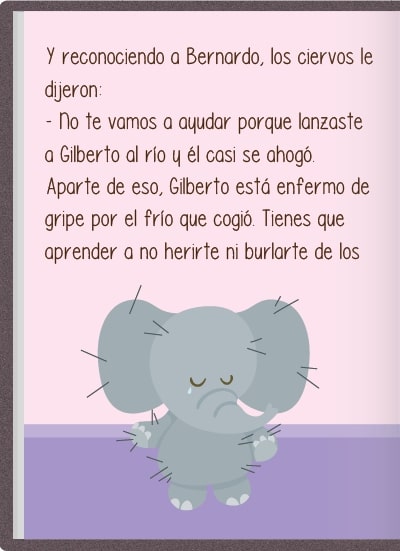 Y reconociendo a Bernardo, los ciervos le
dijeron:
- No te vamos a ayudar porque lanzaste
a Gilberto al río y él casi se ahogó.
Aparte de eso, Gilberto está enfermo de
gripe por el frío que cogió. Tienes que
aprender a no herirte ni burlarte de los